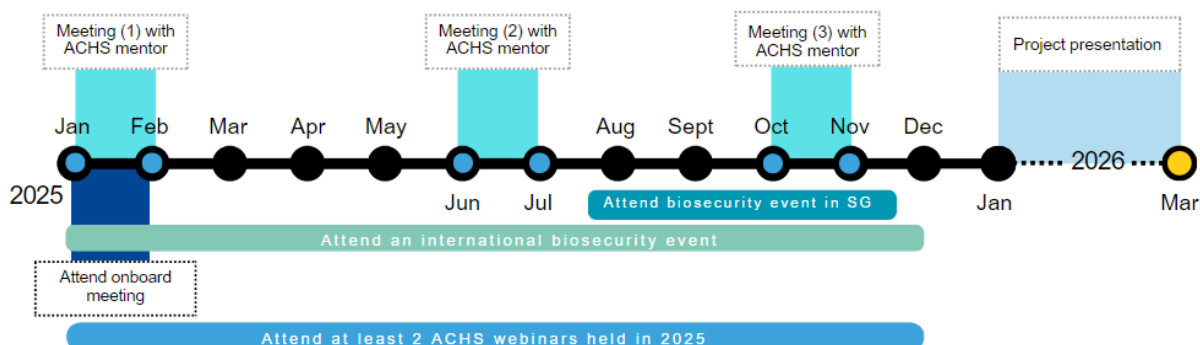 Meeting (1) with
ACHS mentor
Meeting (2) with
ACHS mentor
Meeting (3) with
ACHS mentor
Project presentation
Jan Feb Mar Apr May Aug Sept Oct Nov Dec
2025
2026
Jun Jul Jan Mar
Attend biosecurity event in SG
Attend an international biosecurity event
Attend onboard
meeting
Attend at least 2 ACHS webinars held in 2025